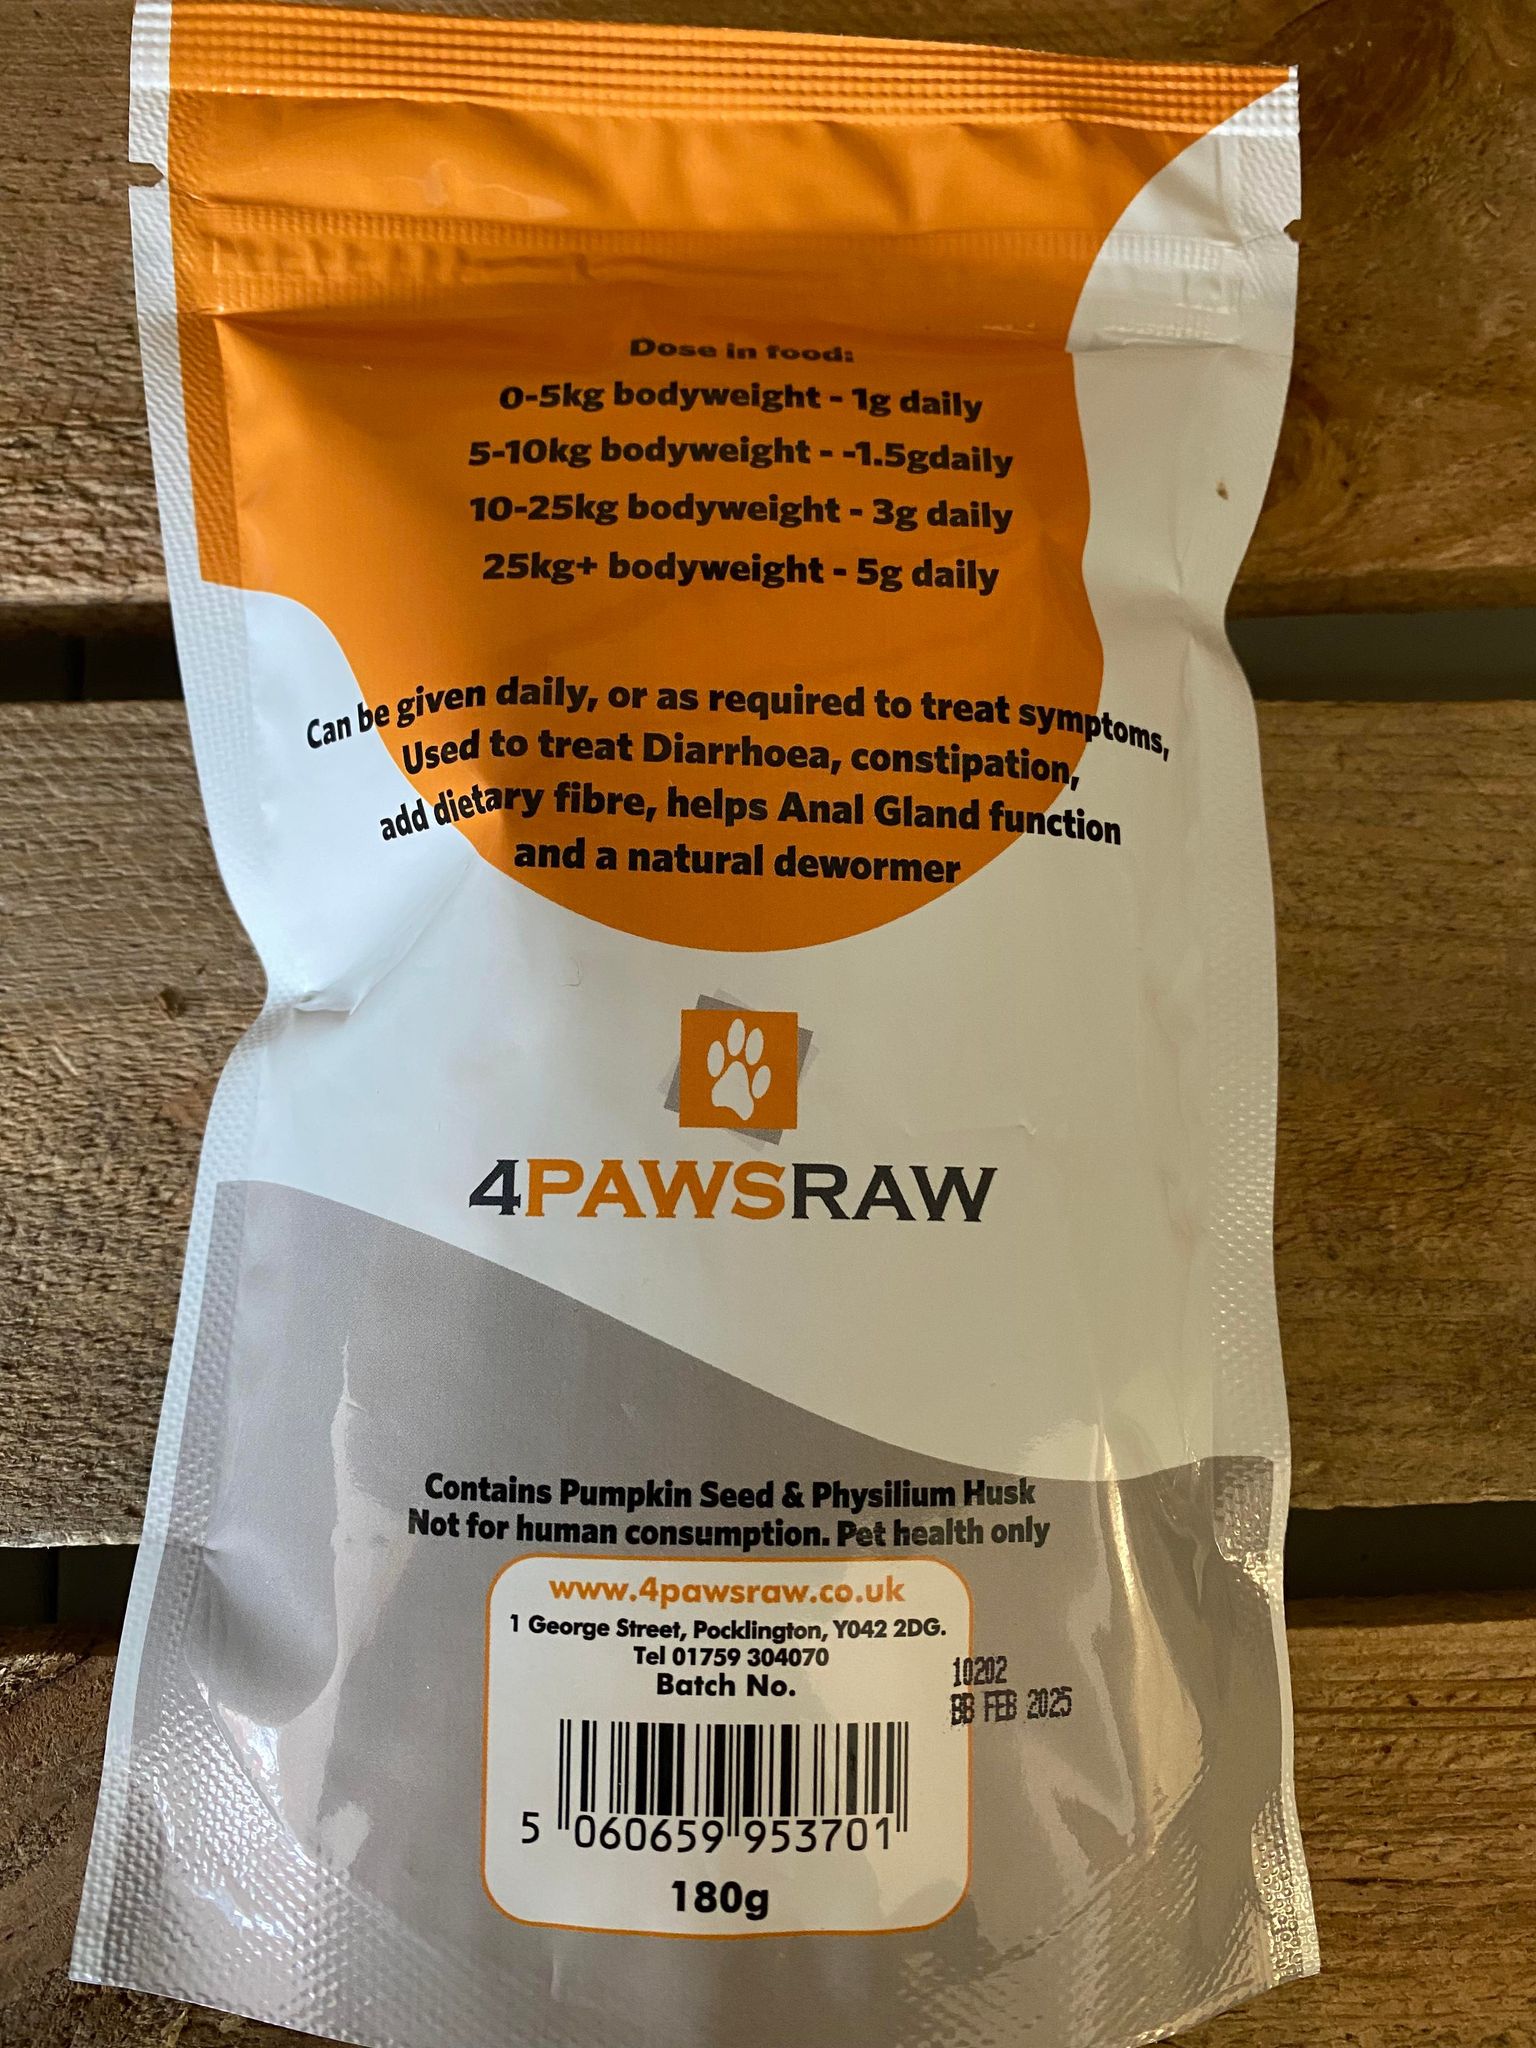 Dose in food:
0-5kg bodyweight - 1g daily
5-10kg bodyweight - -1.5gdaily
10-25kg bodyweight - 3g daily
25kg+ bodyweight - 5g daily
Can be given daily, or as required to treat symptoms,
Used to treat Diarrhoea, constipation,
add dietary fibre, helps Anal Gland function
and a natural dewormer
4PAWSRAW
Contains Pumpkin Seed & Physilium Husk
Not for human consumption. Pet health only
www.4pawsraw.co.uk
1 George Street, Pocklington, Y042 2DG.
Tel 01759 304070
Batch No.
10202
BB FEB 2025
5 060659 953701
180g